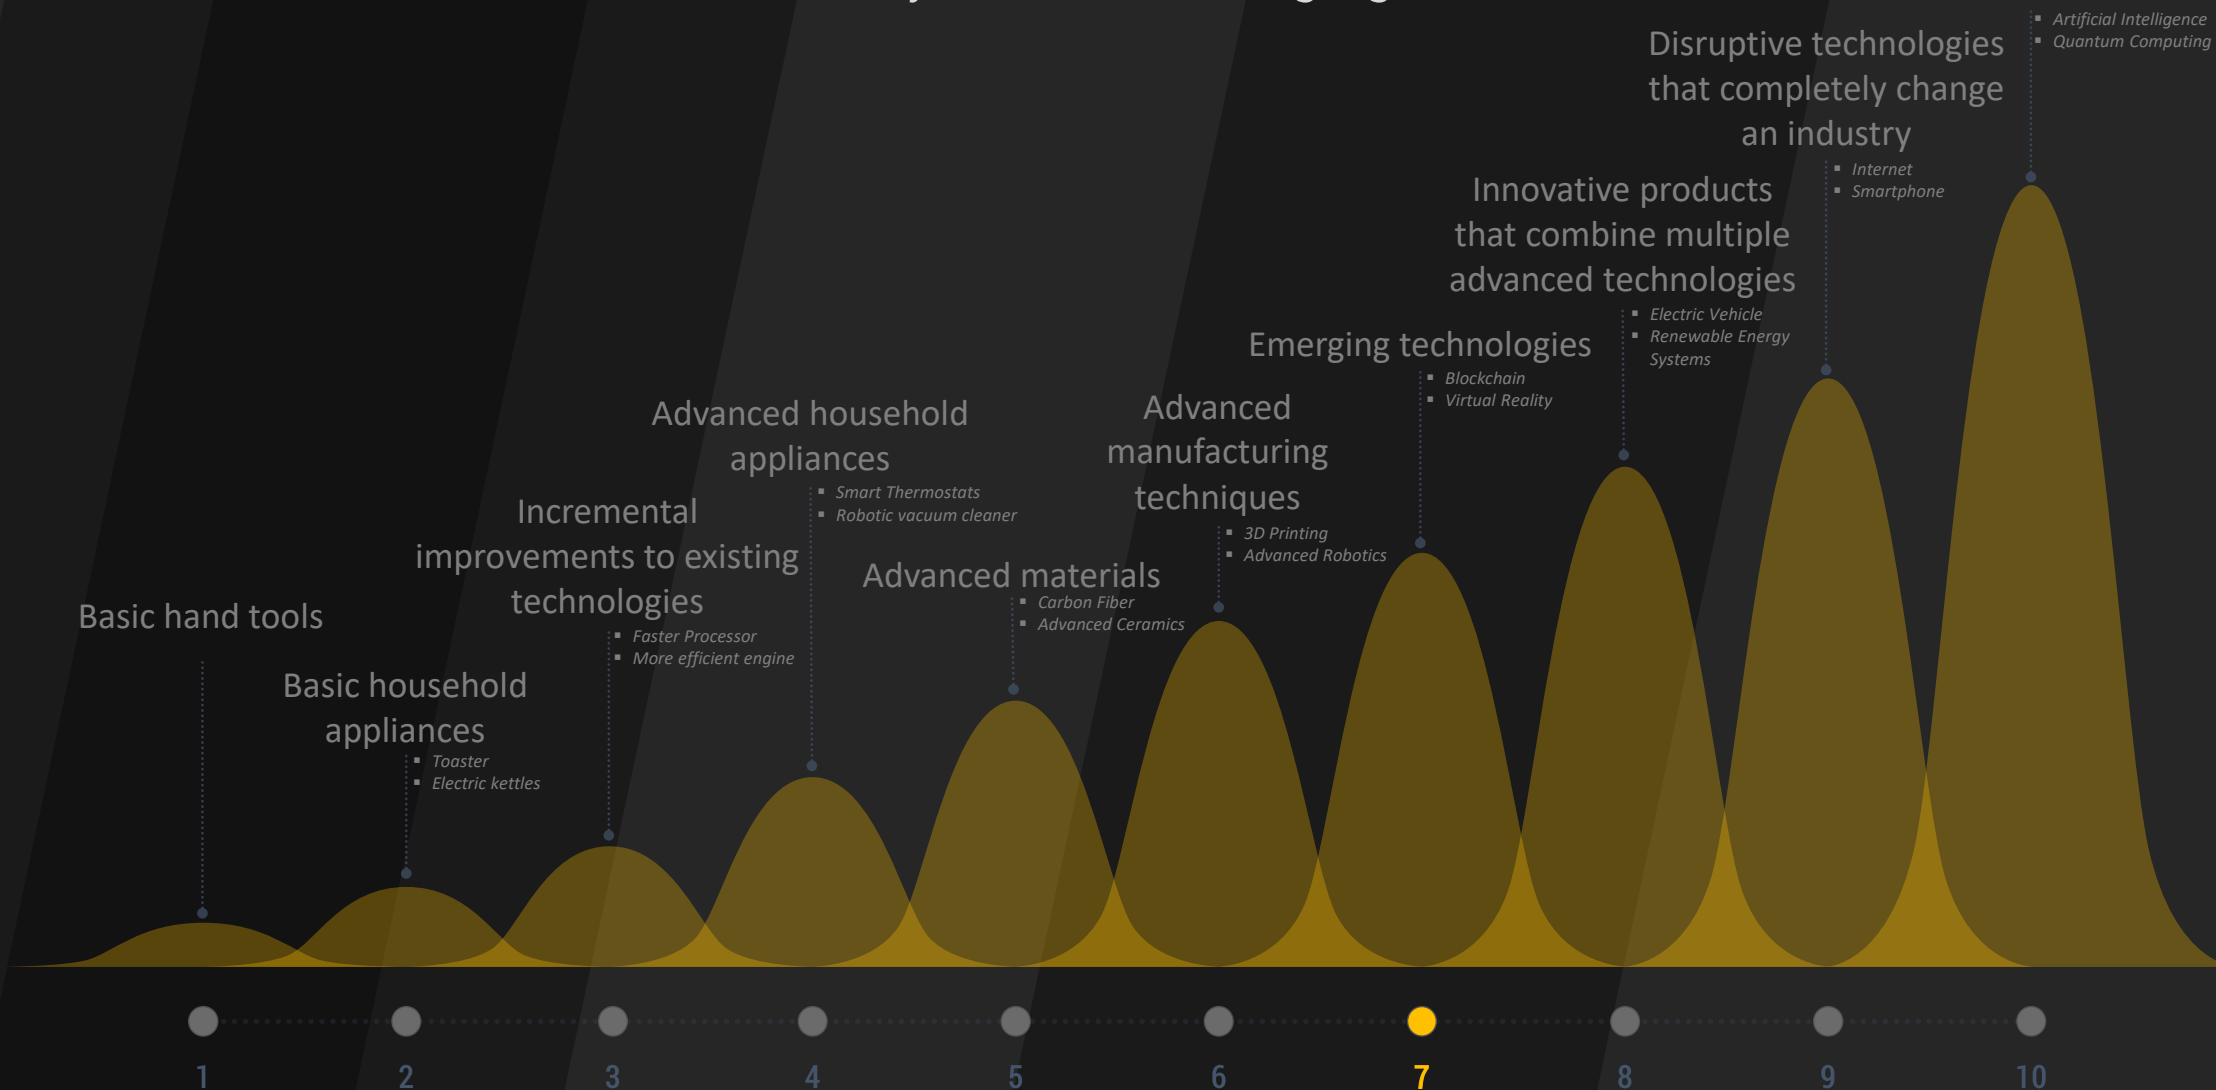 Artificial Intelligence
Quantum Computing
Disruptive technologies
that completely change
an industry
Internet
Smartphone
Innovative products
that combine multiple
advanced technologies
Electric Vehicle
Renewable Energy
Systems
Emerging technologies
Blockchain
Virtual Reality
Advanced
manufacturing
techniques
3D Printing
Advanced Robotics
Advanced household
appliances
Smart Thermostats
Robotic vacuum cleaner
Advanced materials
Carbon Fiber
Advanced Ceramics
Incremental
improvements to existing
technologies
Faster Processor
More efficient engine
Basic hand tools
Basic household
appliances
Toaster
Electric kettles
1 2 3 4 5 6 7 8 9 10